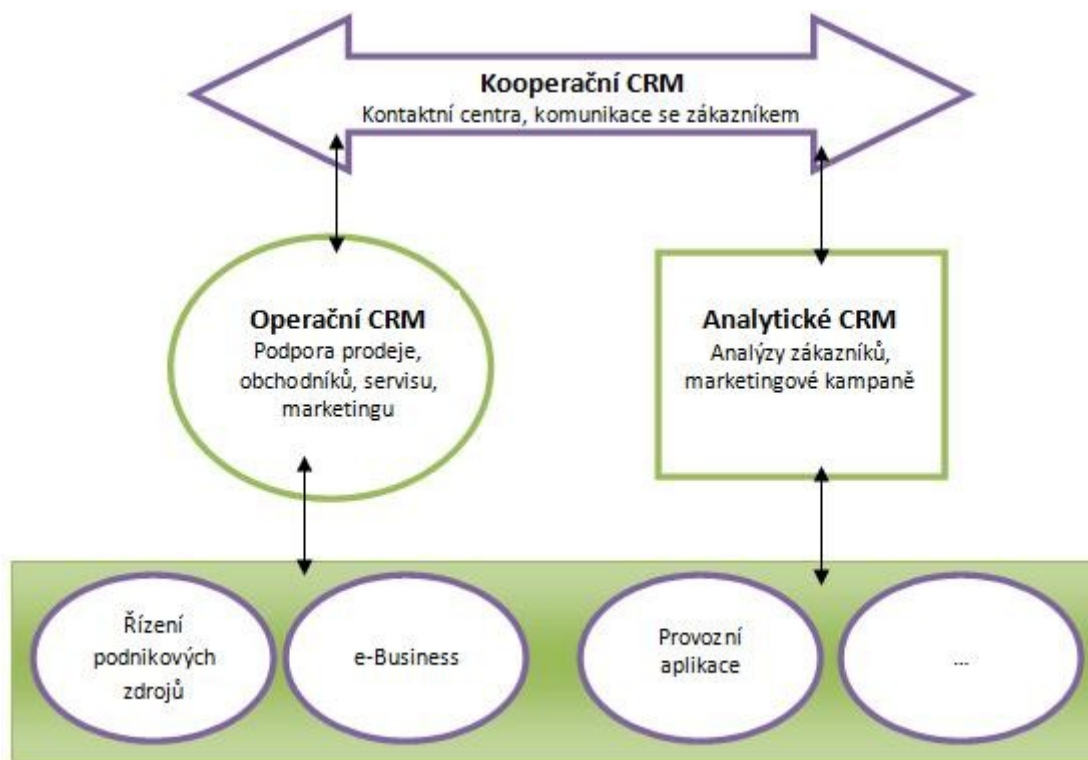 Kooperační CRM
Kontaktní centra, komunikace se zákazníkem
Operační CRM
Podpora prodeje,
obchodníků, servisu,
marketingu
Analytické CRM
Analýzy zákazníků,
marketingové kampaně
Řízení
podnikových
zdrojů
e-Business
Provozní
aplikace
...